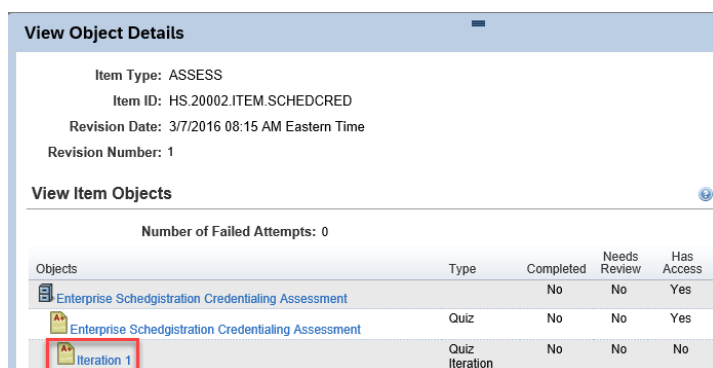 View Object Details
Item Type: ASSESS
Item ID: HS.20002.ITEM.SCHEDCRED
Revision Date: 3/7/2016 08:15 AM Eastern Time
Revision Number: 1
View Item Objects
?
Number of Failed Attempts: 0
Objects Type Completed Needs Review Has Access
Enterprise Schedgistration Credentialing Assessment No No Yes
A+ Enterprise Schedgistration Credentialing Assessment Quiz No No Yes
A+ Iteration 1 Quiz Iteration No No No